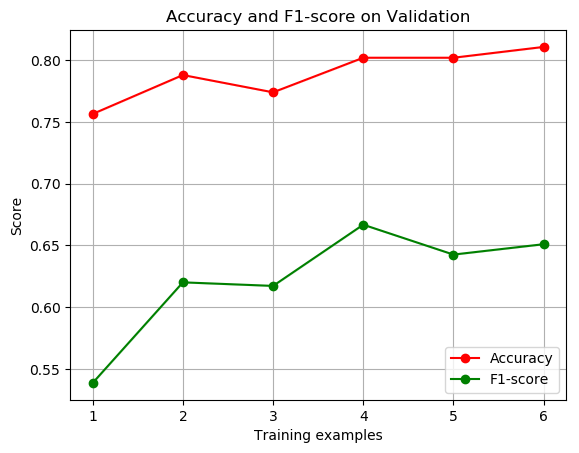 Accuracy and F1-score on Validation
0.80
0.75
0.70
0.65
0.60
0.55
Score
1 2 3 4 5 6
Training examples
Accuracy
F1-score